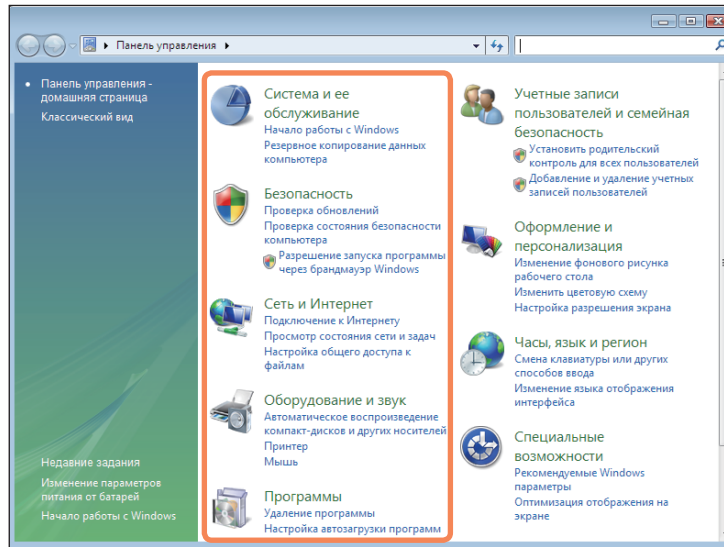 Панель управления
Панель управления -
домашняя страница
Классический вид
Система и ее
обслуживание
Начало работы с Windows
Резервное копирование данных
компьютера
Безопасность
Проверка обновлений
Проверка состояния безопасности
компьютера
Разрешение запуска программы
через брандмауэр Windows
Сеть и Интернет
Подключение к Интернету
Просмотр состояния сети и задач
Настройка общего доступа к
файлам
Оборудование и звук
Автоматическое воспроизведение
компакт-дисков и других носителей
Принтер
Мышь
Программы
Удаление программы
Настройка автозагрузки программ
Учетные записи
пользователей и семейная
безопасность
Установить родительский
контроль для всех пользователей
Добавление и удаление учетных
записей пользователей
Оформление и
персонализация
Изменение фонового рисунка
рабочего стола
Изменить цветовую схему
Настройка разрешения экрана
Часы, язык и регион
Смена клавиатуры или других
способов ввода
Изменение языка отображения
интерфейса
Специальные
возможности
Рекомендуемые Windows
параметры
Оптимизация отображения на
экране
Недавние задания
Изменение параметров
питания от батарей
Начало работы с Windows